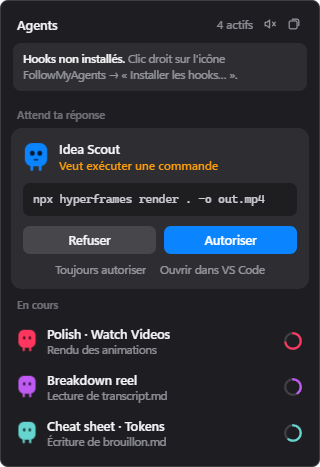 Agents
4 actifs
Hooks non installés. Clic droit sur l'icône
FollowMyAgents → « Installer les hooks... ».
Attend ta réponse
Idea Scout
Veut exécuter une commande
npx hyperframes render . -o out.mp4
Refuser
Autoriser
Toujours autoriser
Ouvrir dans VS Code
En cours
Polish · Watch Videos
Rendu des animations
Breakdown reel
Lecture de transcript.md
Cheat sheet · Tokens
Écriture de brouillon.md